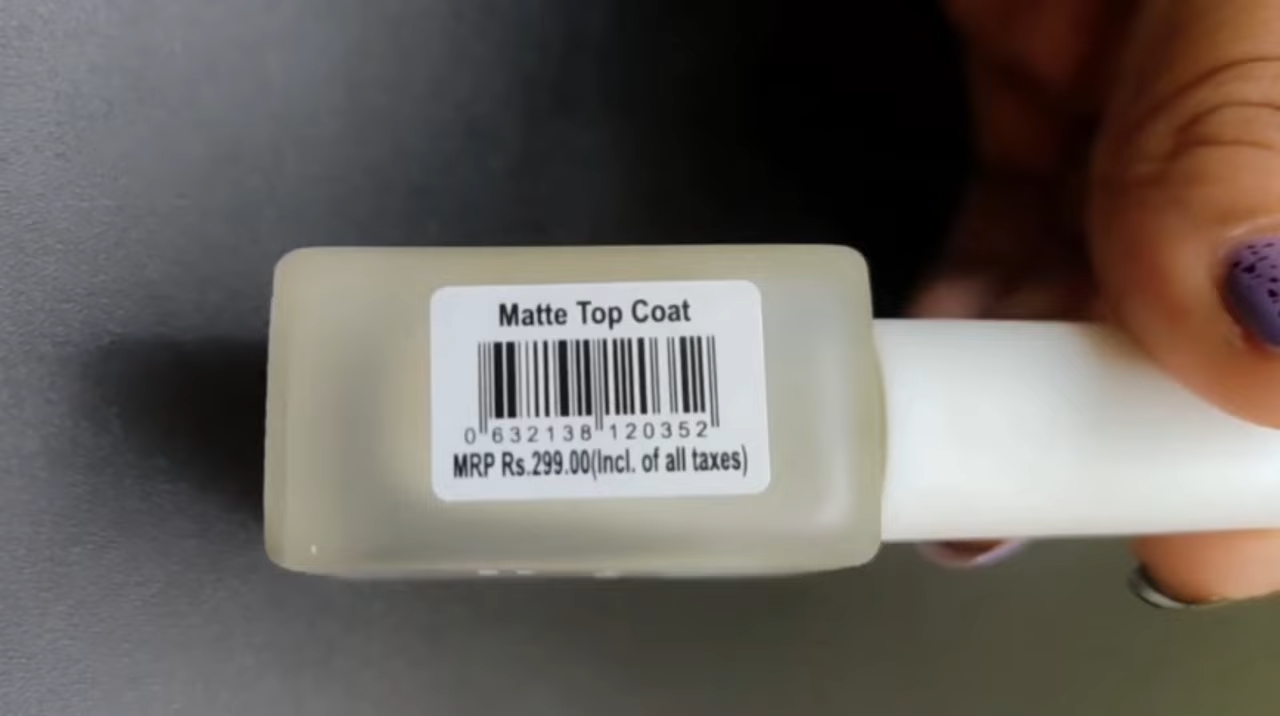 Matte Top Coat
0 632138 120352
MRP Rs.299.00(Incl. of all taxes)